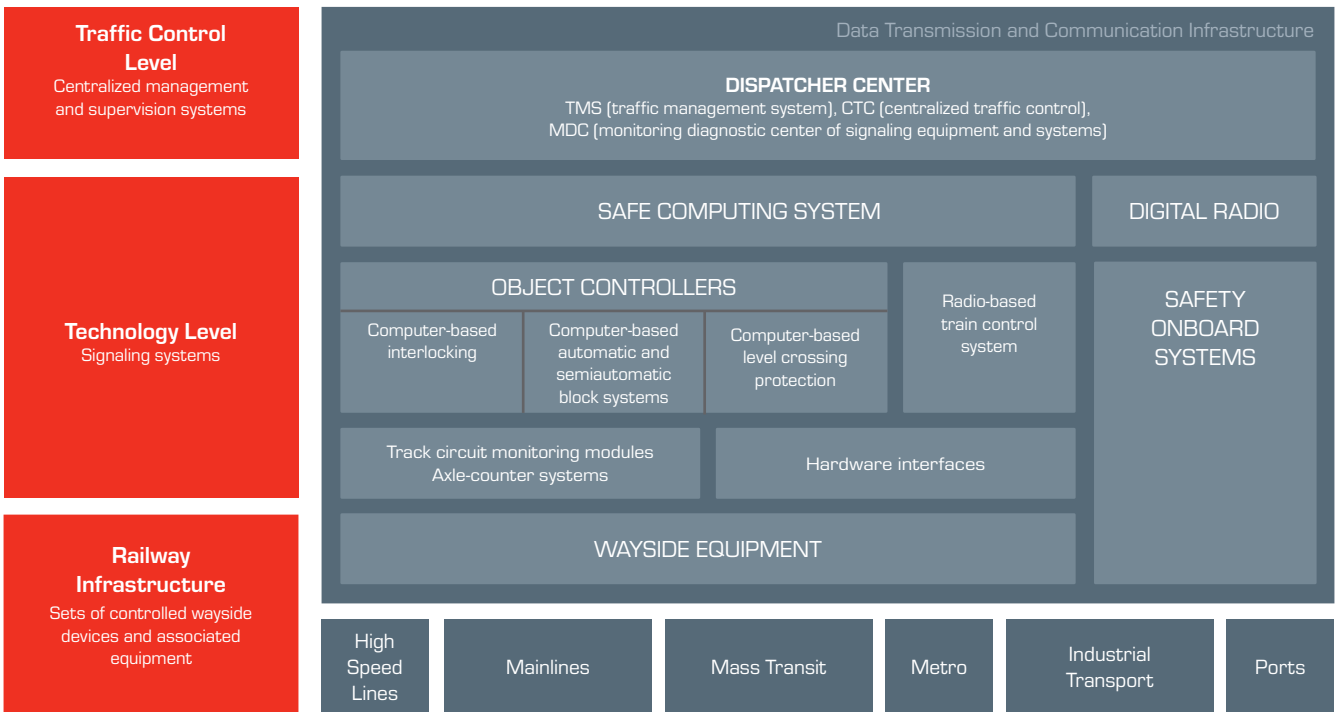 Traffic Control
Level
Centralized management
and supervision systems
Data Transmission and Communication Infrastructure
DISPATCHER CENTER
TMS (traffic management system), CTC (centralized traffic control),
MDC (monitoring diagnostic center of signaling equipment and systems)
Technology Level
Signaling systems
SAFE COMPUTING SYSTEM
DIGITAL RADIO
OBJECT CONTROLLERS
Computer-based
interlocking
Computer-based
automatic and
semiautomatic
block systems
Computer-based
level crossing
protection
Radio-based
train control
system
SAFETY
ONBOARD
SYSTEMS
Track circuit monitoring modules
Axle-counter systems
Hardware interfaces
Railway
Infrastructure
Sets of controlled wayside
devices and associated
equipment
WAYSIDE EQUIPMENT
High
Speed
Lines
Mainlines
Mass Transit
Metro
Industrial
Transport
Ports